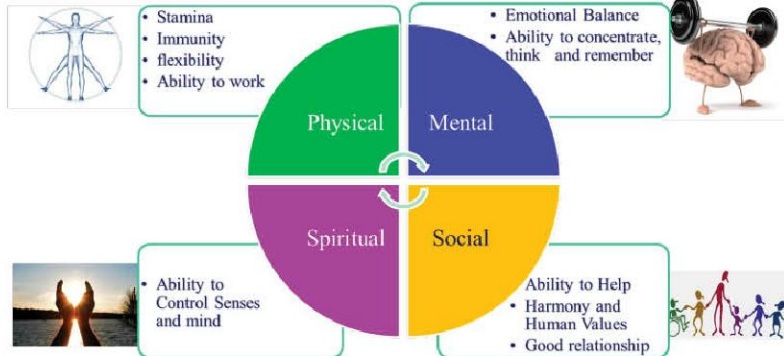 • Stamina
• Immunity
• flexibility
• Ability to work
• Emotional Balance
• Ability to concentrate,
think and remember
Physical
Mental
Spiritual
Social
• Ability to
Control Senses
and mind
Ability to Help
• Harmony and
Human Values
• Good relationship